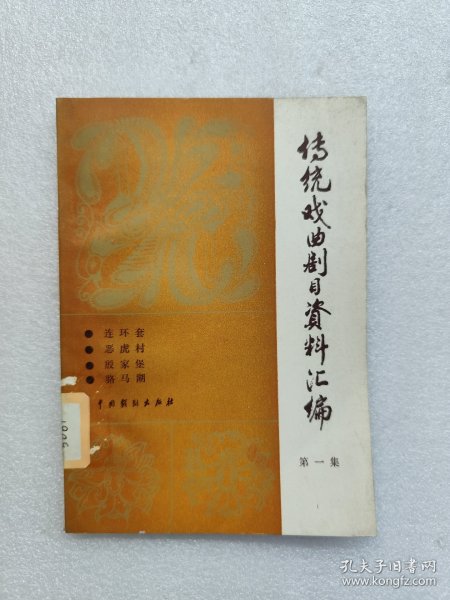 传统戏曲剧目資料汇编
第一集
连环套
恶虎村
殷家堡
骆马湖
中国戏剧出版社
孔夫子旧书网
www.kongfz.com